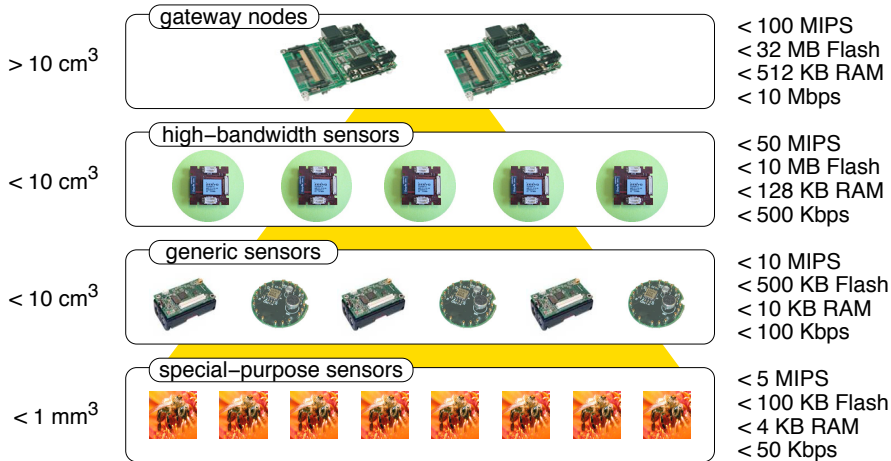 gateway nodes
> 10 cm³
< 100 MIPS
< 32 MB Flash
< 512 KB RAM
< 10 Mbps
high−bandwidth sensors
< 10 cm³
< 50 MIPS
< 10 MB Flash
< 128 KB RAM
< 500 Kbps
generic sensors
< 10 cm³
< 10 MIPS
< 500 KB Flash
< 10 KB RAM
< 100 Kbps
special−purpose sensors
< 1 mm³
< 5 MIPS
< 100 KB Flash
< 4 KB RAM
< 50 Kbps